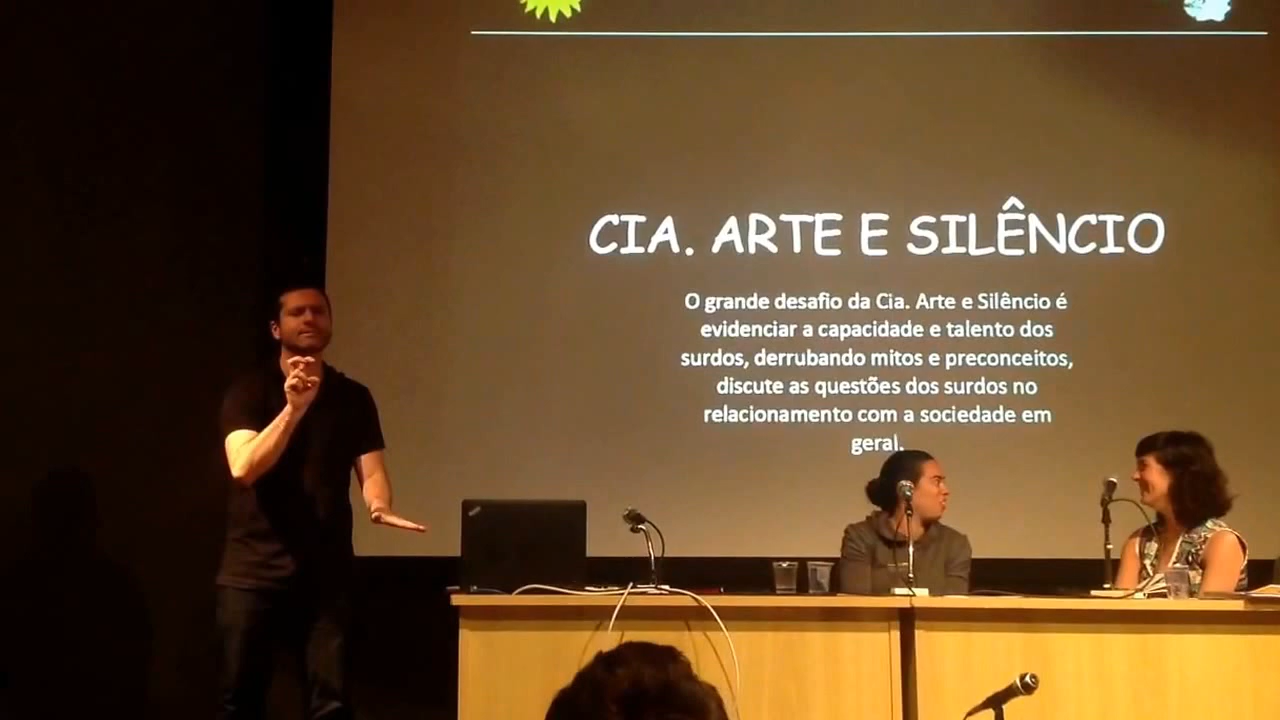 CIA. ARTE E SILÊNCIO
O grande desafio da Cia. Arte e Silêncio é
evidenciar a capacidade e talento dos
surdos, derrubando mitos e preconceitos,
discute as questões dos surdos no
relacionamento com a sociedade em
geral.